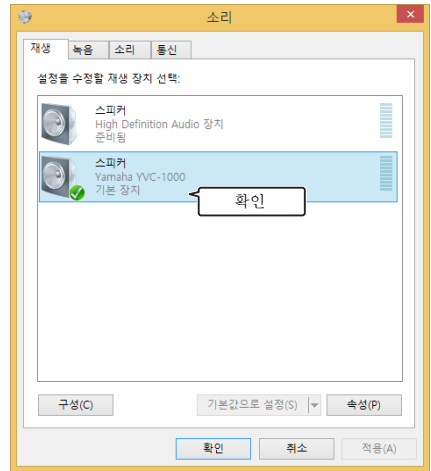 소리
재생 녹음 소리 통신
설정을 수정할 재생 장치 선택:
스피커
High Definition Audio 장치
준비됨
스피커
Yamaha YVC-1000
기본 장치
확인
구성(C) 기본값으로 설정(S) 속성(P)
확인 취소 적용(A)